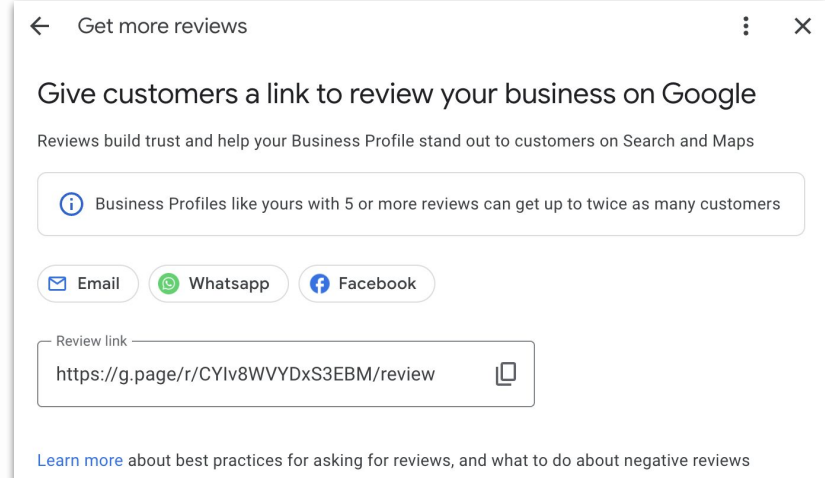 Get more reviews
Give customers a link to review your business on Google
Reviews build trust and help your Business Profile stand out to customers on Search and Maps
Business Profiles like yours with 5 or more reviews can get up to twice as many customers
Email Whatsapp Facebook
Review link
https://g.page/r/CYIv8WVYDxS3EBM/review
Learn more about best practices for asking for reviews, and what to do about negative reviews